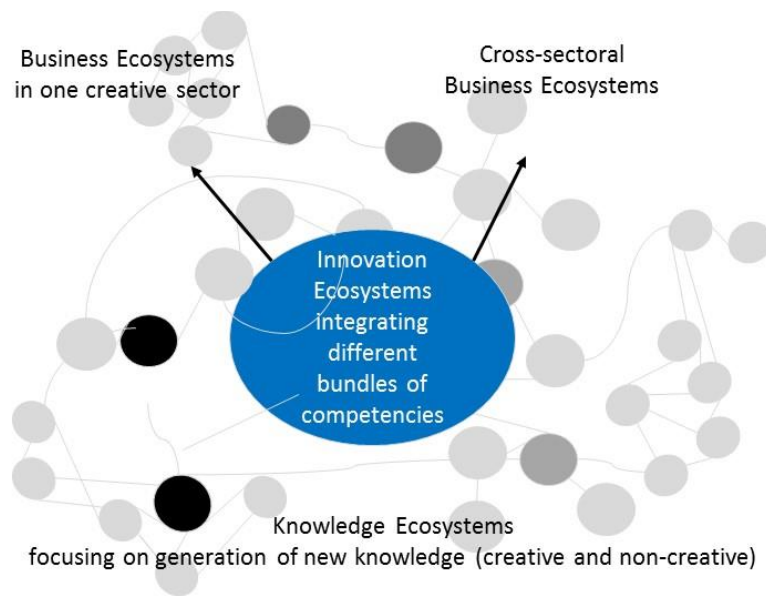 Business Ecosystems
in one creative sector
Cross-sectoral
Business Ecosystems
Innovation
Ecosystems
integrating
different
bundles of
competencies
Knowledge Ecosystems
focusing on generation of new knowledge (creative and non-creative)